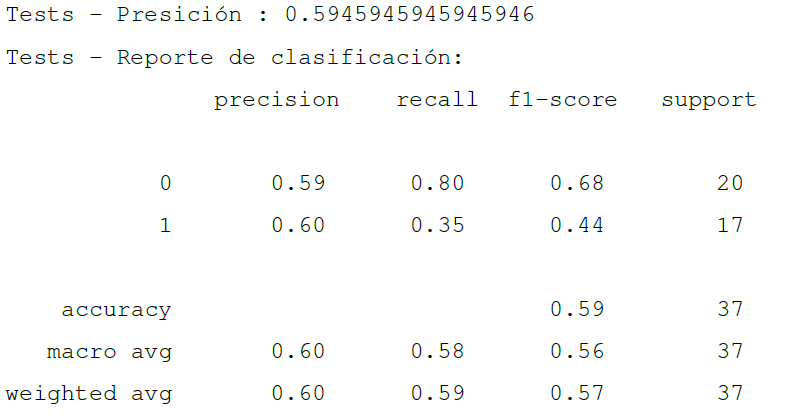 Tests - Presición : 0.5945945945945946
Tests - Reporte de clasificación:
precision recall f1-score support
0 0.59 0.80 0.68 20
1 0.60 0.35 0.44 17
accuracy 0.59 37
macro avg 0.60 0.58 0.56 37
weighted avg 0.60 0.59 0.57 37